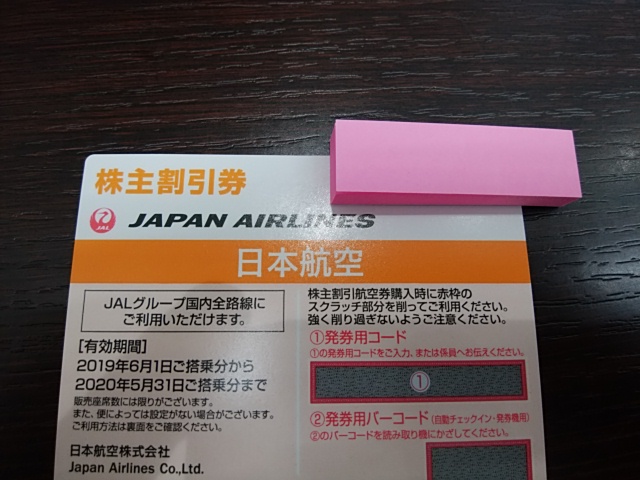 株主割引券
JAL
JAPAN AIRLINES
日本航空
JALグループ国内全路線に
ご利用いただけます。
[有効期間]
2019年6月1日ご搭乗分から
2020年5月31日ご搭乗分まで
販売座席数には限りがございます。
また、便によっては設定がない場合がございます。
ご利用方法は裏面をご確認ください。
日本航空株式会社
Japan Airlines Co.,Ltd.
株主割引航空券購入時に赤枠の
スクラッチ部分を削ってご利用ください。
強く削り過ぎないようご注意ください。
①発券用コード
①の発券用コードをご入力、または係員へお伝えください。
①
②発券用バーコード(自動チェックイン・発券機用)
②のバーコードを読み取り機にかざしてください。